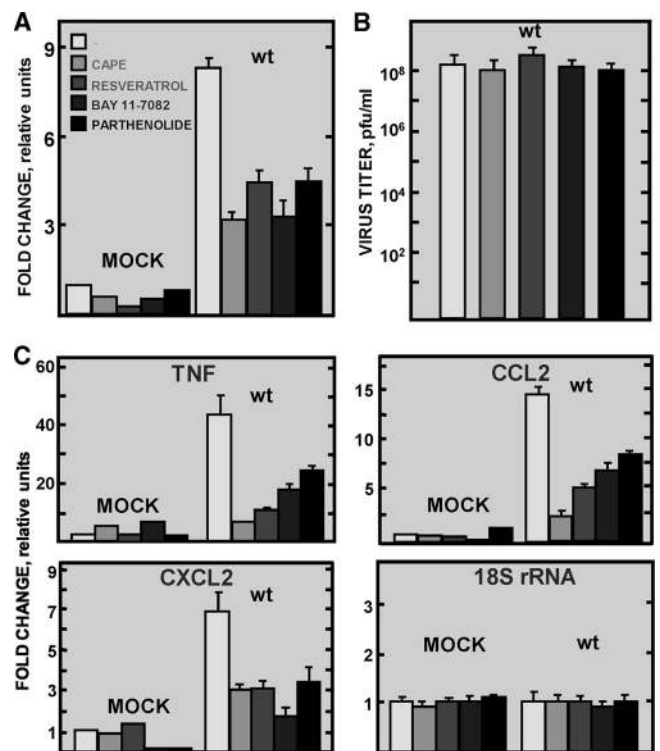 A
FOLD CHANGE, relative units
9
6
3
-
CAPE
RESVERATROL
BAY 11-7082
PARTHENOLIDE
MOCK
wt
B
VIRUS TITER, pfu/ml
10⁸
10⁶
10⁴
10²
wt
C
FOLD CHANGE, relative units
60
40
20
TNF
MOCK
wt
15
10
5
CCL2
MOCK
wt
9
7
5
3
1
CXCL2
MOCK
wt
3
2
1
18S rRNA
MOCK
wt